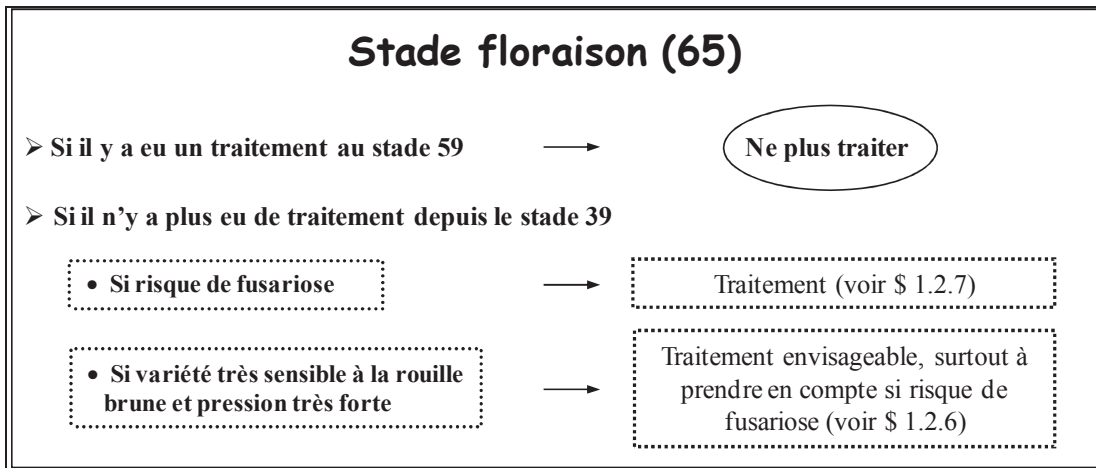 Stade floraison (65)
➢ Si il y a eu un traitement au stade 59
Ne plus traiter
➢ Si il n'y a plus eu de traitement depuis le stade 39
• Si risque de fusariose
Traitement (voir $ 1.2.7)
• Si variété très sensible à la rouille
brune et pression très forte
Traitement envisageable, surtout à
prendre en compte si risque de
fusariose (voir $ 1.2.6)